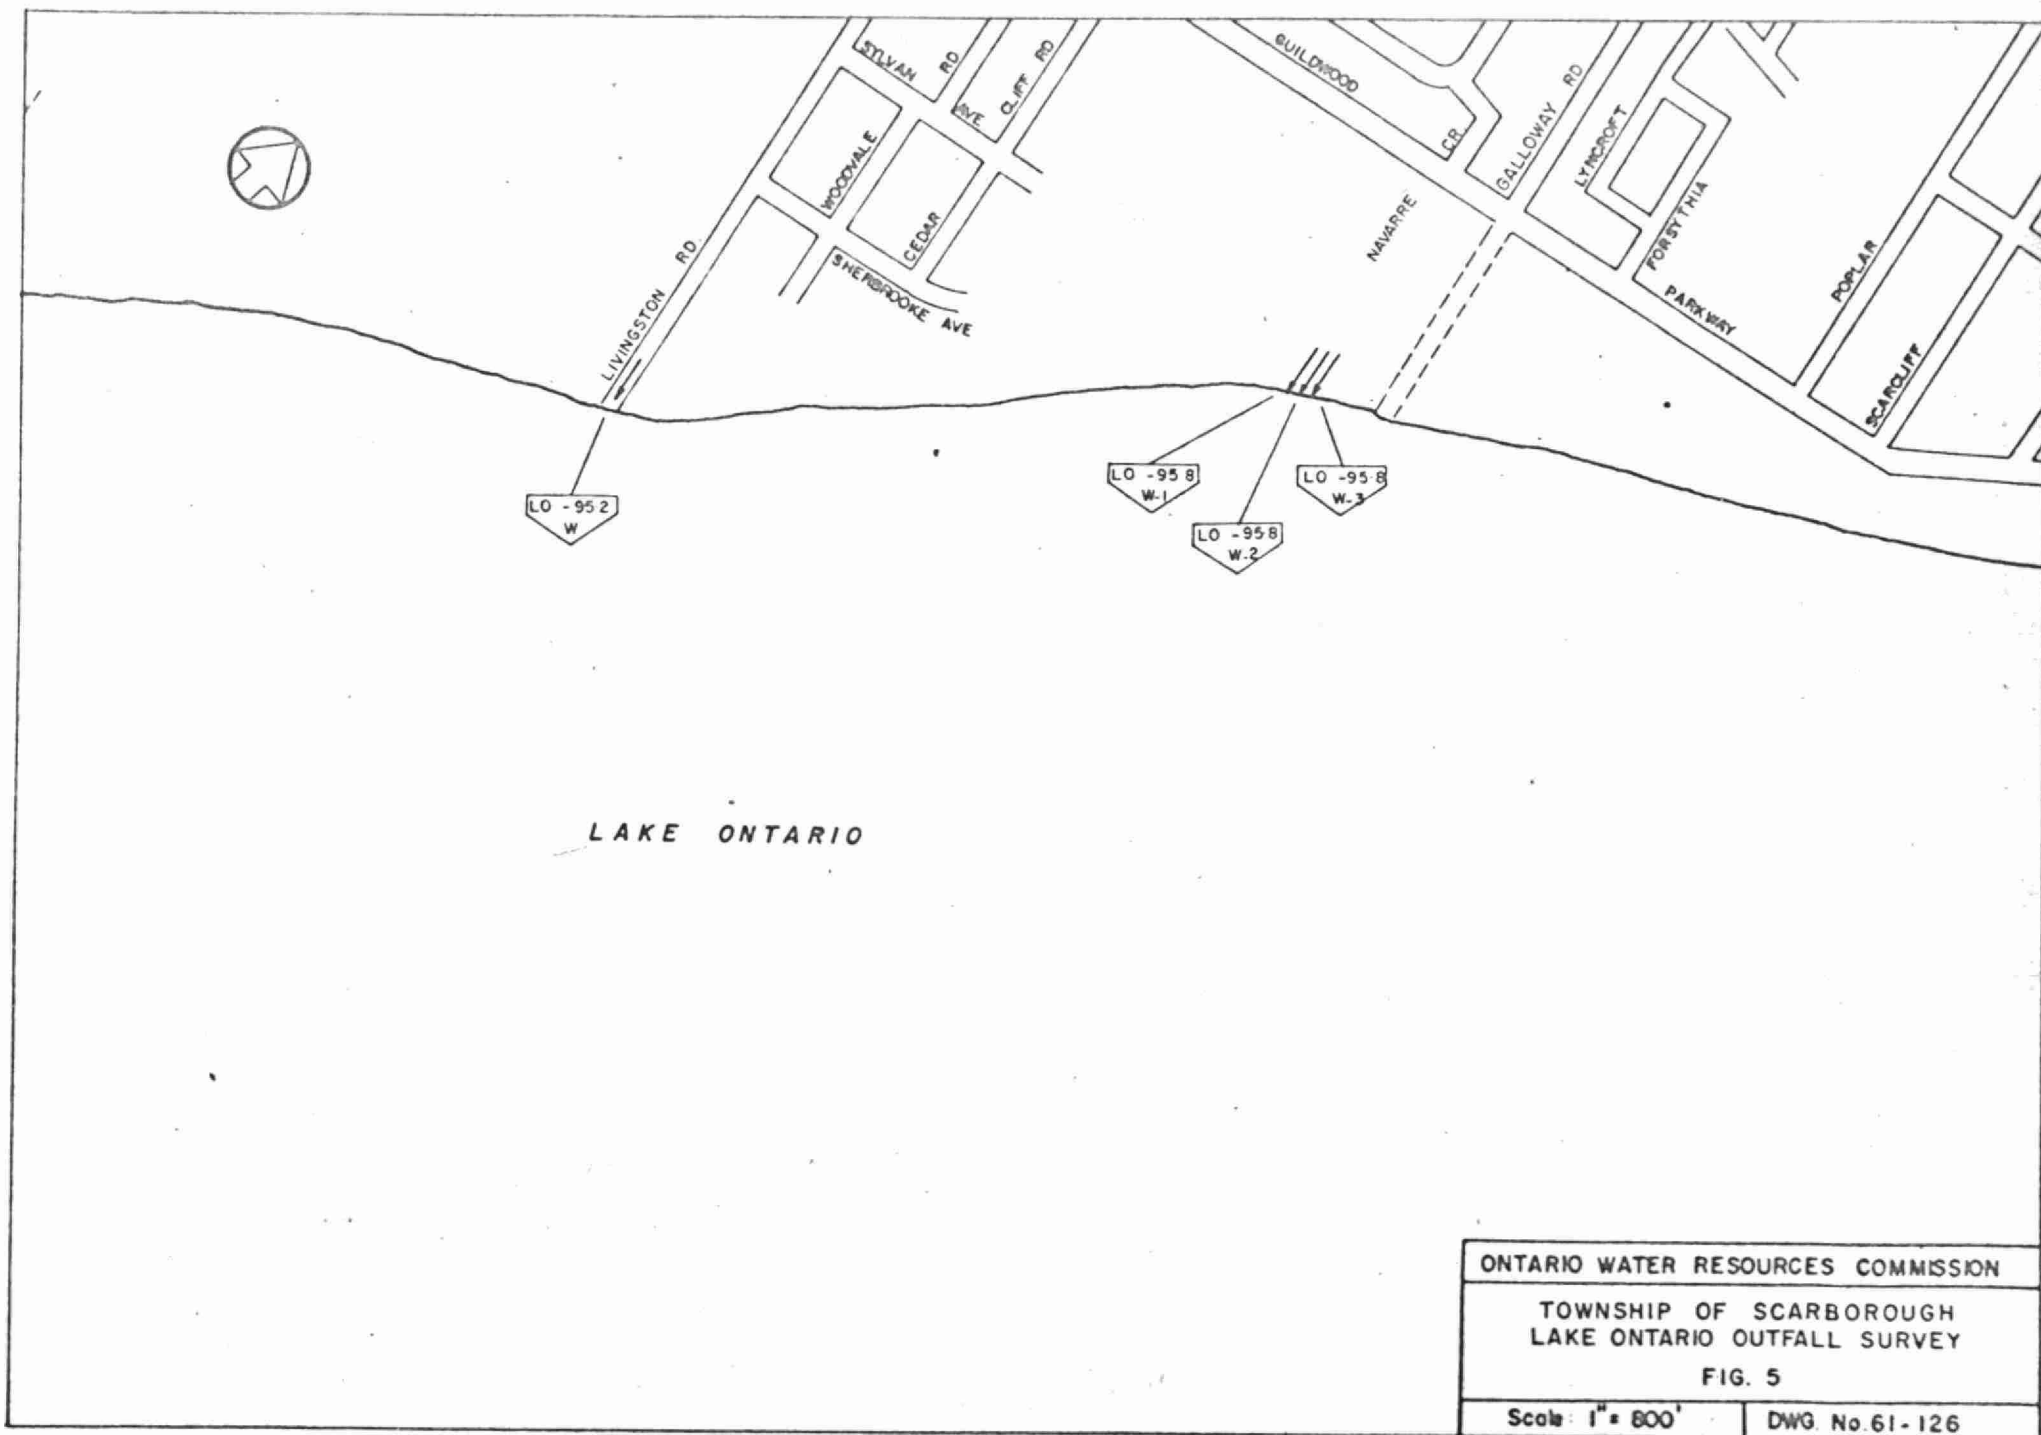 SYLVAN RD
AVE
CLIFF RD
GUILDWOOD
CR.
GALLOWAY RD
LYNCROFT
WOODVALE
CEDAR
NAVARRE
FORSYTHIA
LIVINGSTON RD.
SHERBROOKE AVE
PARKWAY
POPLAR
SCARCLIFF
LO -95 2
W
LO -95 8
W-1
LO -95 8
W-2
LO -95·8
W-3
LAKE ONTARIO
ONTARIO WATER RESOURCES COMMISSION
TOWNSHIP OF SCARBOROUGH
LAKE ONTARIO OUTFALL SURVEY
FIG. 5
Scale: 1" = 800'
DWG. No. 61-126